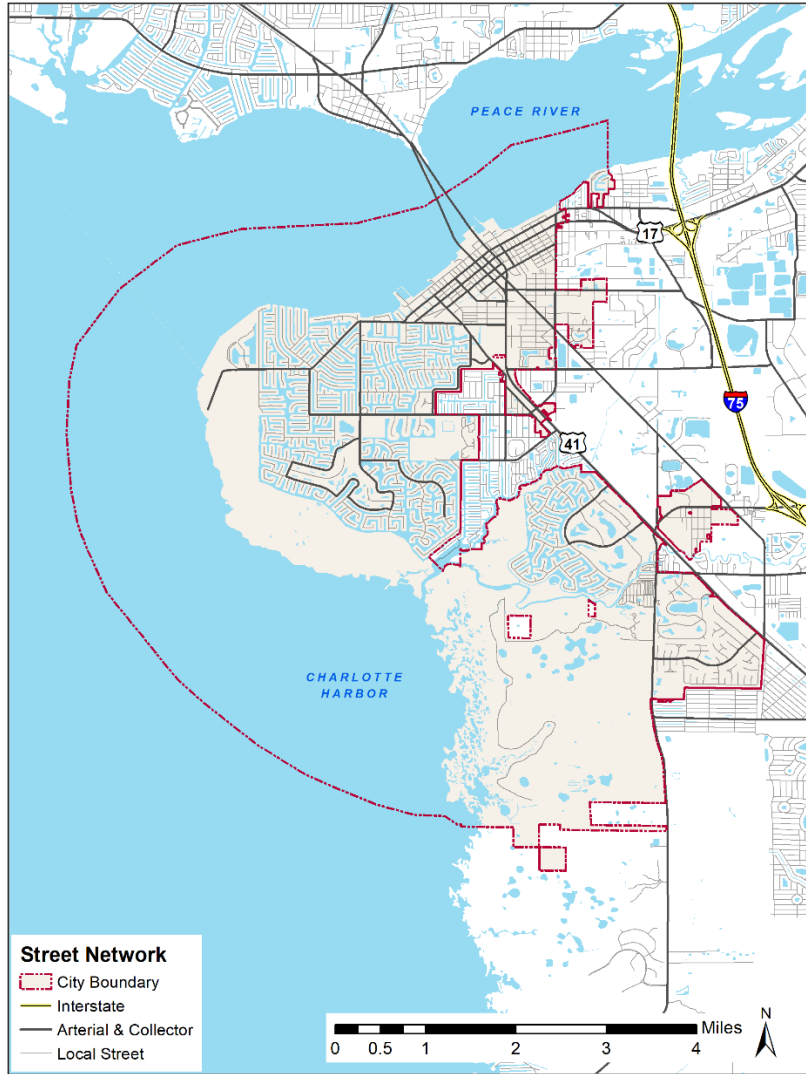 PEACE RIVER
17
75
41
CHARLOTTE
HARBOR
Street Network
City Boundary
Interstate
Arterial & Collector
Local Street
Miles
0 0.5 1 2 3 4
N